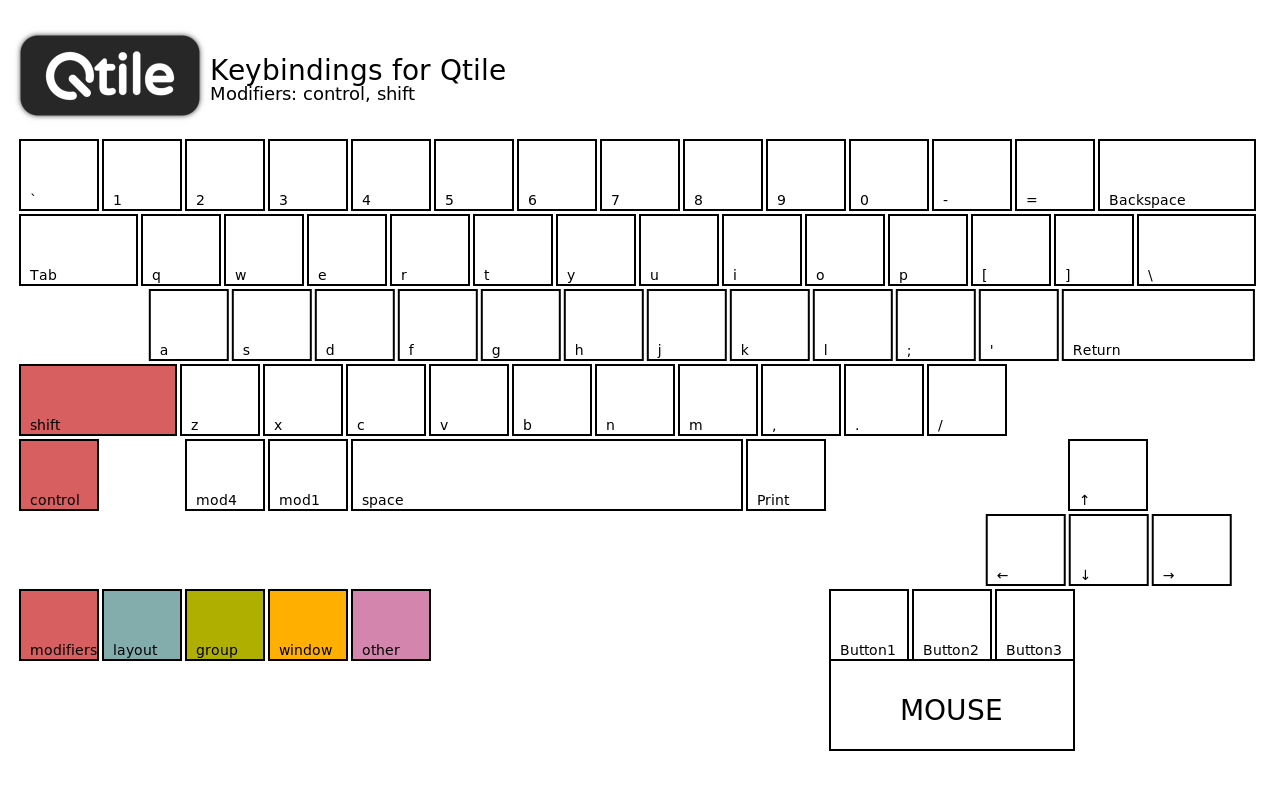 Qtile
Keybindings for Qtile
Modifiers: control, shift
` 1 2 3 4 5 6 7 8 9 0 - = Backspace
Tab q w e r t y u i o p [ ] \
a s d f g h j k l ; ' Return
shift z x c v b n m , . /
control mod4 mod1 space Print ↑
← ↓ →
modifiers layout group window other Button1 Button2 Button3
MOUSE